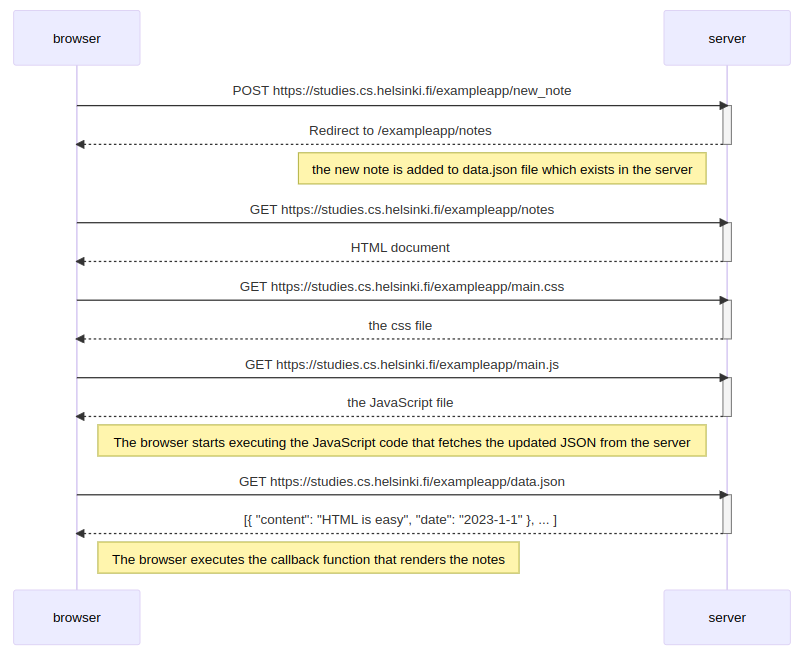 browser
server
POST https://studies.cs.helsinki.fi/exampleapp/new_note
Redirect to /exampleapp/notes
the new note is added to data.json file which exists in the server
GET https://studies.cs.helsinki.fi/exampleapp/notes
HTML document
GET https://studies.cs.helsinki.fi/exampleapp/main.css
the css file
GET https://studies.cs.helsinki.fi/exampleapp/main.js
the JavaScript file
The browser starts executing the JavaScript code that fetches the updated JSON from the server
GET https://studies.cs.helsinki.fi/exampleapp/data.json
[{ "content": "HTML is easy", "date": "2023-1-1" }, ... ]
The browser executes the callback function that renders the notes
browser
server